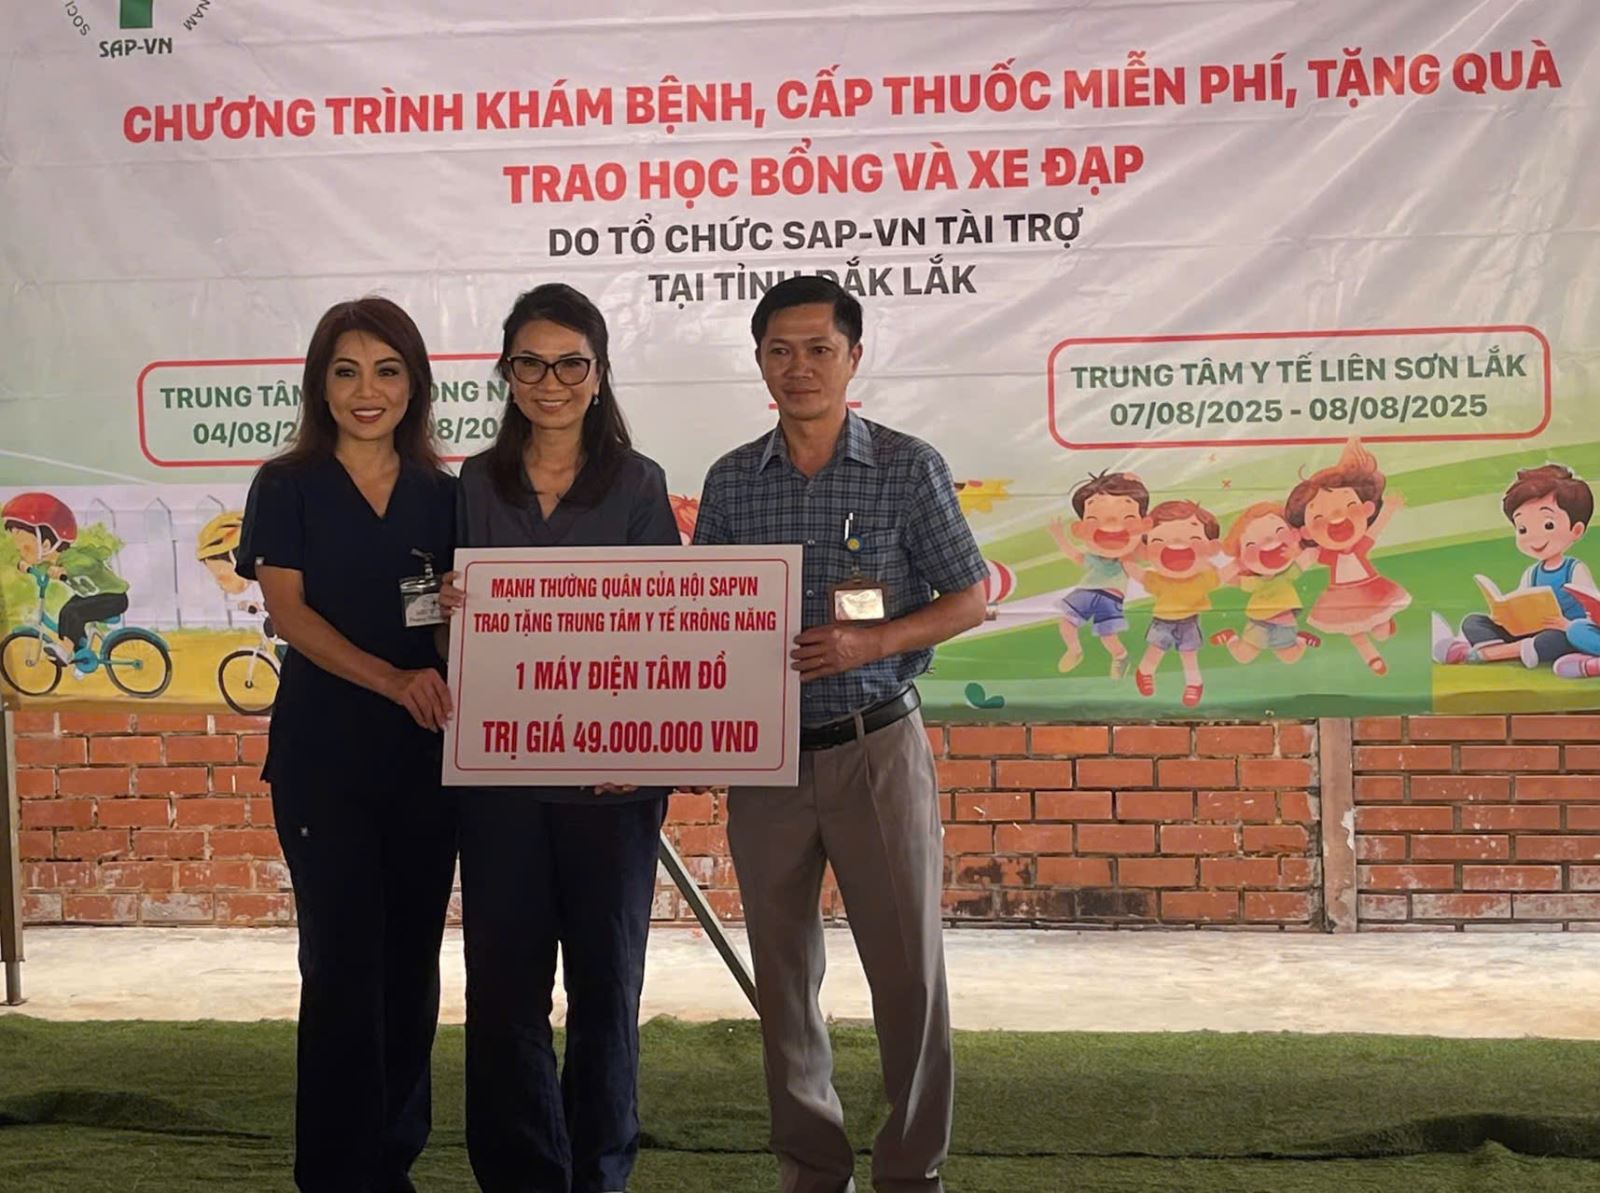 SOCI
NAM
SAP-VN
CHƯƠNG TRÌNH KHÁM BỆNH, CẤP THUỐC MIỄN PHÍ, TẶNG QUÀ
TRAO HỌC BỔNG VÀ XE ĐẠP
DO TỔ CHỨC SAP-VN TÀI TRỢ
TẠI TỈNH ĐẮK LẮK
TRUNG TÂM
04/08/2
TRUNG TÂM Y TẾ LIÊN SƠN LẮK
07/08/2025 - 08/08/2025
MẠNH THƯỜNG QUÂN CỦA HỘI SAPVN
TRAO TẶNG TRUNG TÂM Y TẾ KRÔNG NĂNG
1 MÁY ĐIỆN TÂM ĐỒ
TRỊ GIÁ 49.000.000 VND